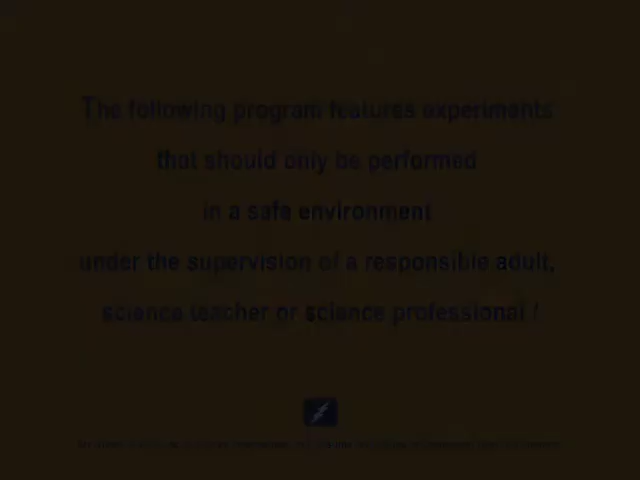 The following program features experiments
that should only be performed
in a safe environment
under the supervision of a responsible adult,
science teacher or science professional !